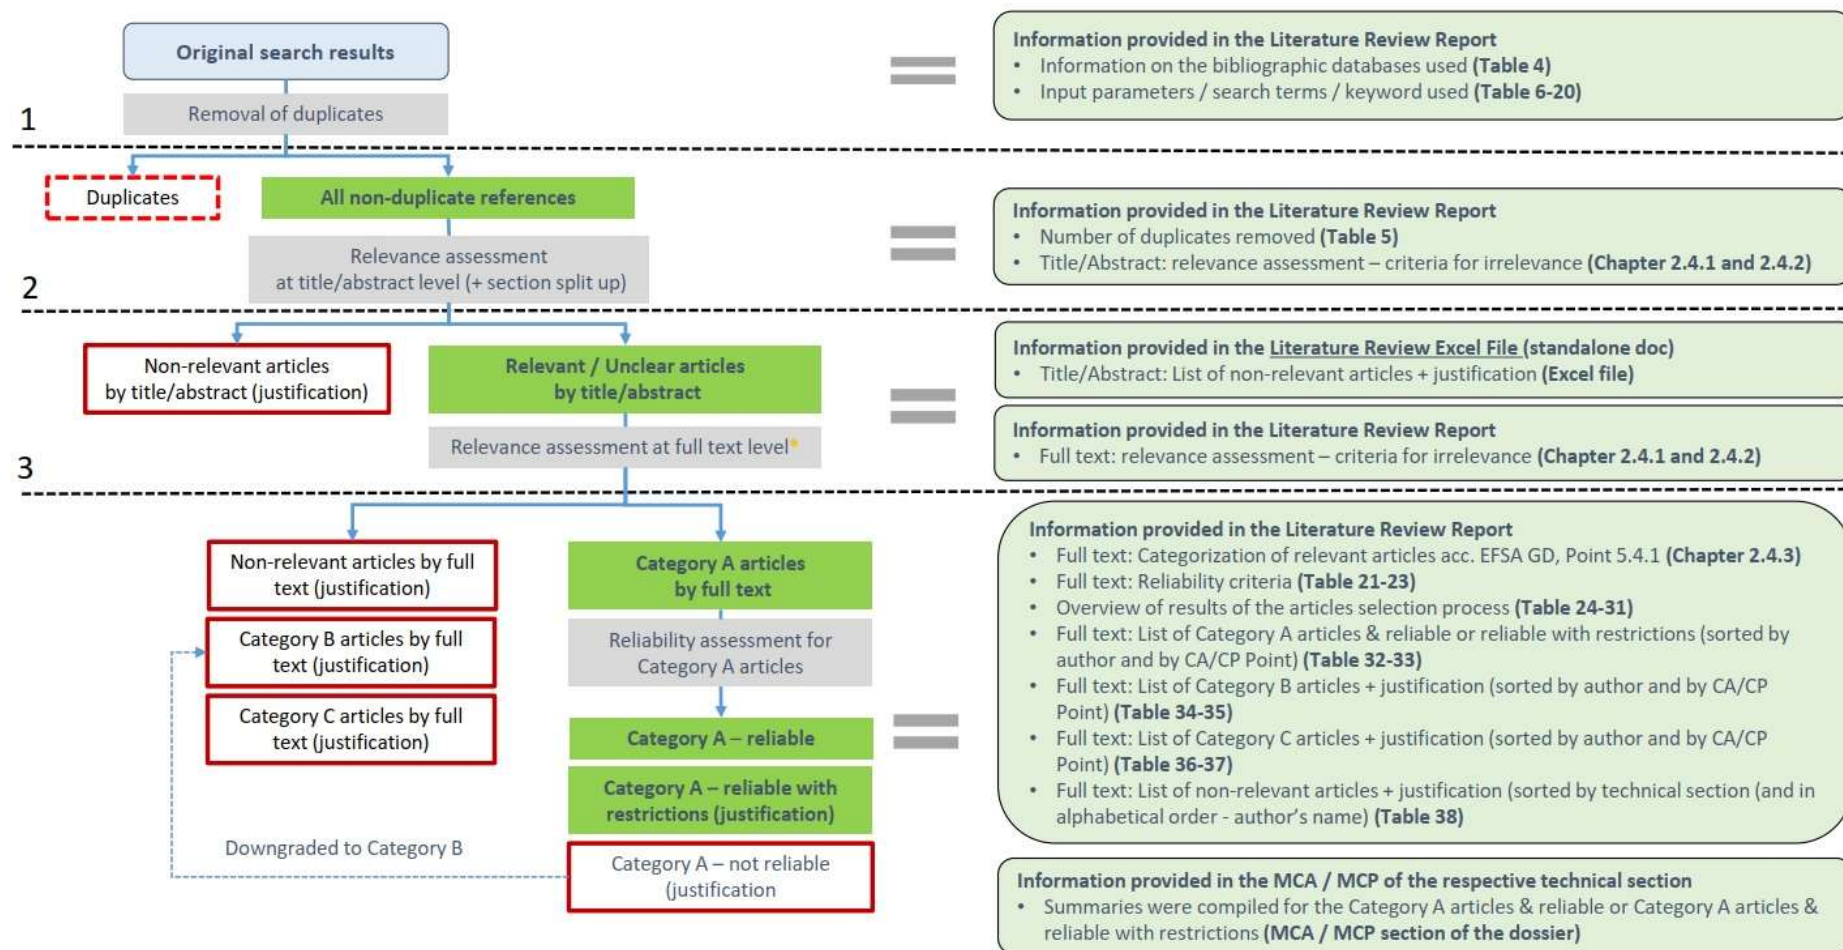 Original search results
Removal of duplicates
1
Information provided in the Literature Review Report
• Information on the bibliographic databases used (Table 4)
• Input parameters / search terms / keyword used (Table 6-20)
Duplicates
All non-duplicate references
Relevance assessment
at title/abstract level (+ section split up)
2
Information provided in the Literature Review Report
• Number of duplicates removed (Table 5)
• Title/Abstract: relevance assessment – criteria for irrelevance (Chapter 2.4.1 and 2.4.2)
Non-relevant articles
by title/abstract (justification)
Relevant / Unclear articles
by title/abstract
Relevance assessment at full text level*
3
Information provided in the Literature Review Excel File (standalone doc)
• Title/Abstract: List of non-relevant articles + justification (Excel file)
Information provided in the Literature Review Report
• Full text: relevance assessment – criteria for irrelevance (Chapter 2.4.1 and 2.4.2)
Non-relevant articles by full
text (justification)
Category B articles by full
text (justification)
Category C articles by full
text (justification)
Downgraded to Category B
Category A articles
by full text
Reliability assessment for
Category A articles
Category A – reliable
Category A – reliable with
restrictions (justification)
Category A – not reliable
(justification
Information provided in the Literature Review Report
• Full text: Categorization of relevant articles acc. EFSA GD, Point 5.4.1 (Chapter 2.4.3)
• Full text: Reliability criteria (Table 21-23)
• Overview of results of the articles selection process (Table 24-31)
• Full text: List of Category A articles & reliable or reliable with restrictions (sorted by
author and by CA/CP Point) (Table 32-33)
• Full text: List of Category B articles + justification (sorted by author and by CA/CP
Point) (Table 34-35)
• Full text: List of Category C articles + justification (sorted by author and by CA/CP
Point) (Table 36-37)
• Full text: List of non-relevant articles + justification (sorted by technical section (and in
alphabetical order - author's name) (Table 38)
Information provided in the MCA / MCP of the respective technical section
• Summaries were compiled for the Category A articles & reliable or Category A articles &
reliable with restrictions (MCA / MCP section of the dossier)